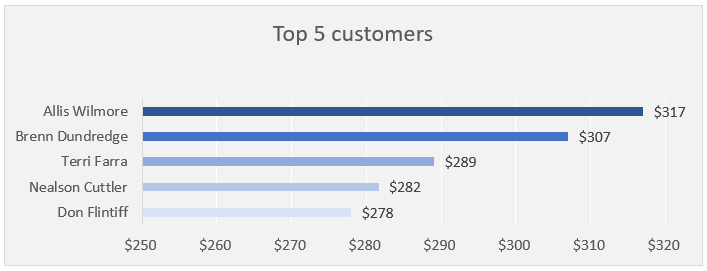 Top 5 customers
Allis Wilmore $317
Brenn Dundredge $307
Terri Farra $289
Nealson Cuttler $282
Don Flintiff $278
$250 $260 $270 $280 $290 $300 $310 $320